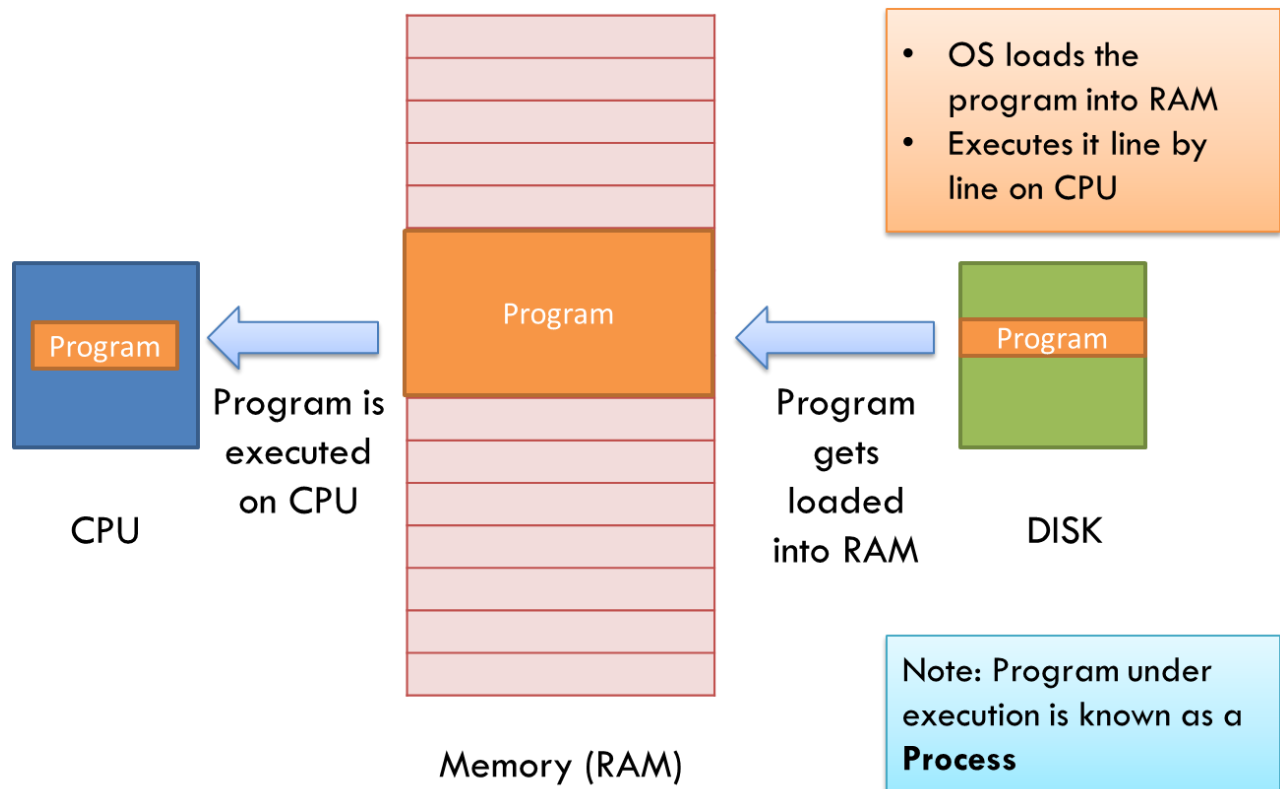 • OS loads the
program into RAM
• Executes it line by
line on CPU
Program
Program
Program
Program is
executed
on CPU
Program
gets
loaded
into RAM
CPU
DISK
Memory (RAM)
Note: Program under
execution is known as a
Process